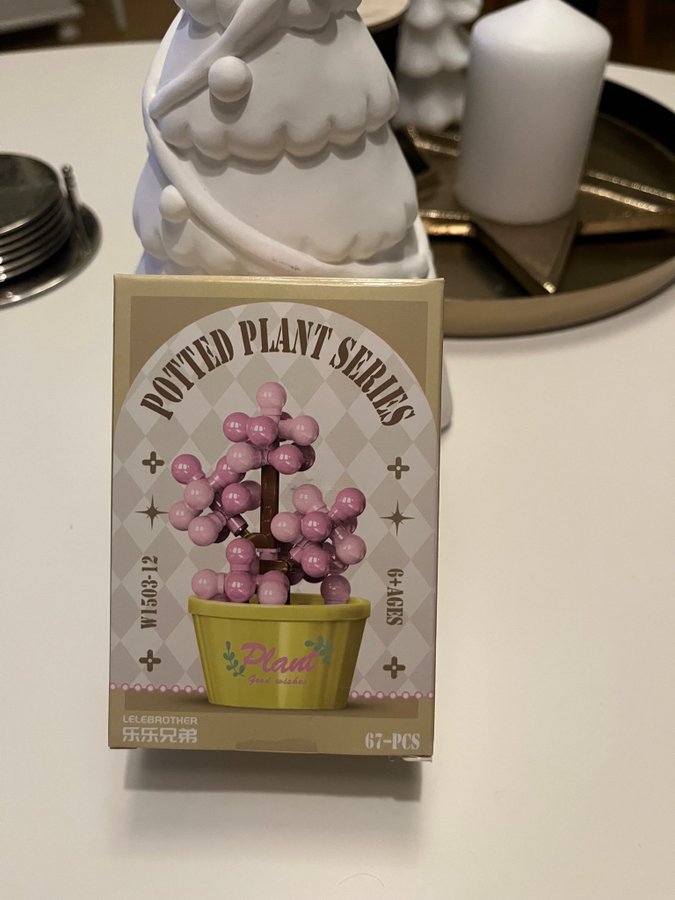 POTTED PLANT SERIES
W1503-12
6+AGES
Plant
Good wishes
LELEBROTHER
乐乐兄弟
67-PCS